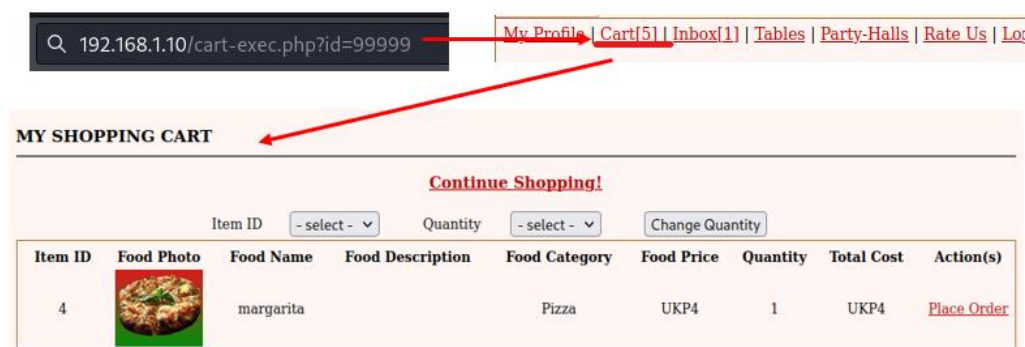 192.168.1.10/cart-exec.php?id=99999
My Profile | Cart[5] | Inbox[1] | Tables | Party-Halls | Rate Us |
MY SHOPPING CART
Continue Shopping!
Item ID - select - Quantity - select - Change Quantity
Item ID Food Photo Food Name Food Description Food Category Food Price Quantity Total Cost Action(s)
4 margarita Pizza UKP4 1 UKP4 Place Order